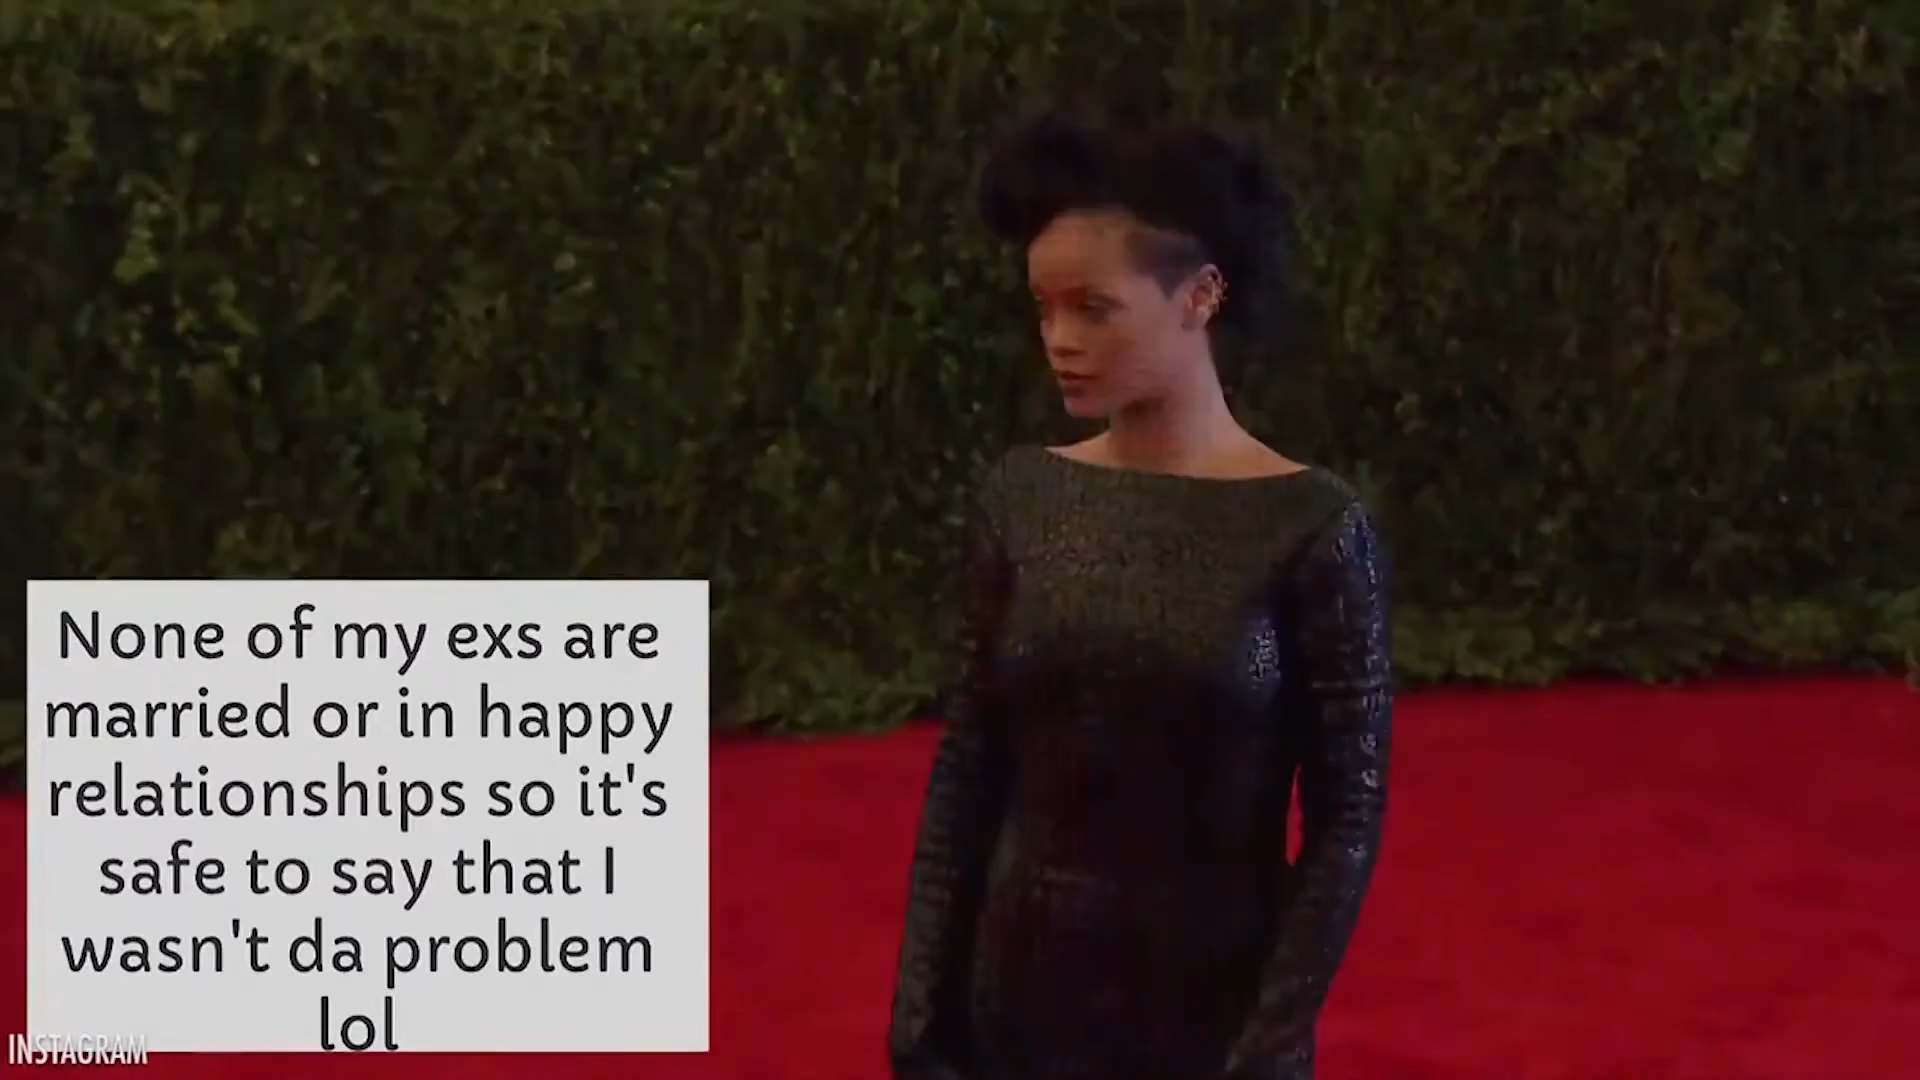 None of my exs are
married or in happy
relationships so it's
safe to say that I
wasn't da problem
lol
INSTAGRAM